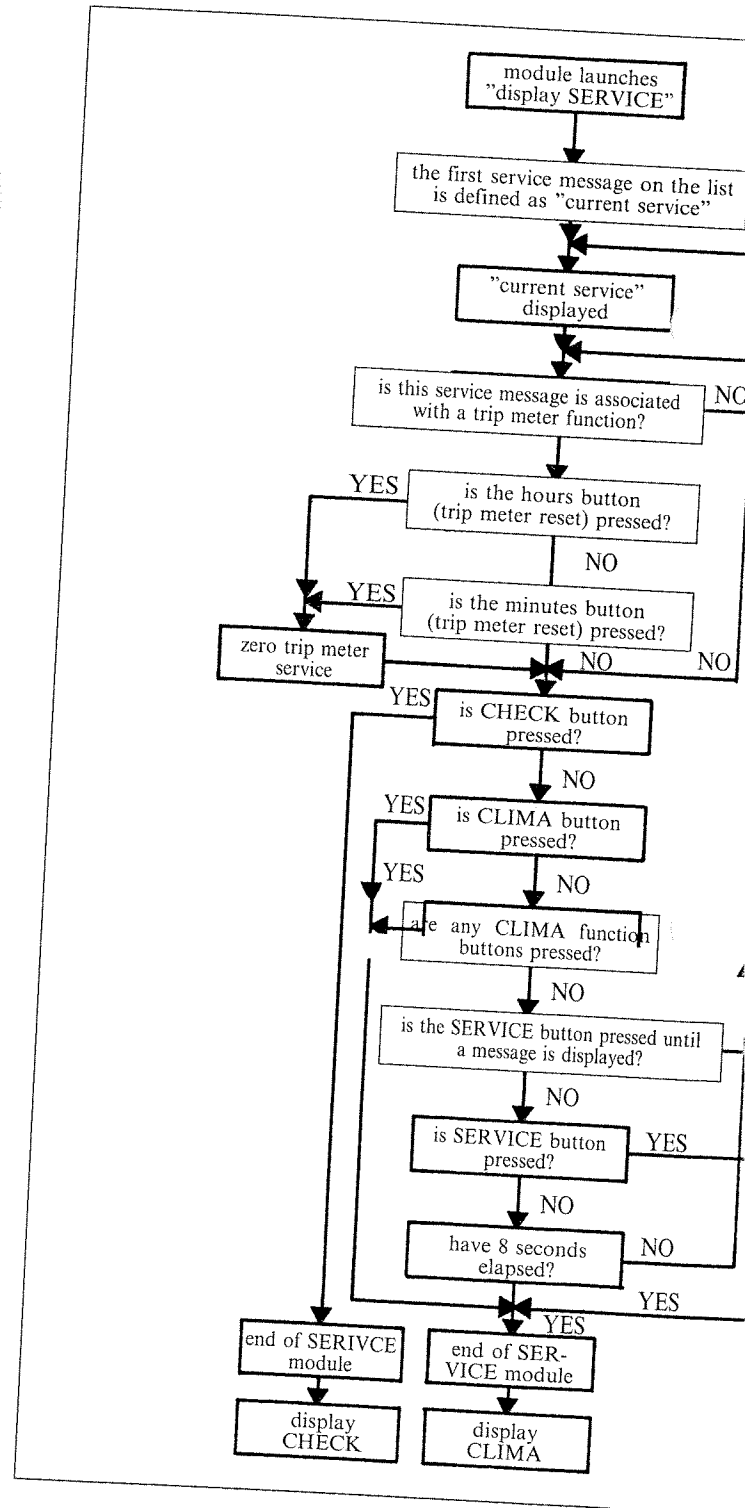 module launches
"display SERVICE"
the first service message on the list
is defined as "current service"
"current service"
displayed
is this service message is associated
with a trip meter function?
NO
YES
is the hours button
(trip meter reset) pressed?
NO
YES
is the minutes button
(trip meter reset) pressed?
zero trip meter
service
NO
NO
YES
is CHECK button
pressed?
NO
YES
is CLIMA button
pressed?
YES
NO
are any CLIMA function
buttons pressed?
NO
is the SERVICE button pressed until
a message is displayed?
NO
is SERVICE button
pressed?
YES
NO
have 8 seconds
elapsed?
NO
YES
YES
end of SERIVCE
module
end of SER-
VICE module
display
CHECK
display
CLIMA